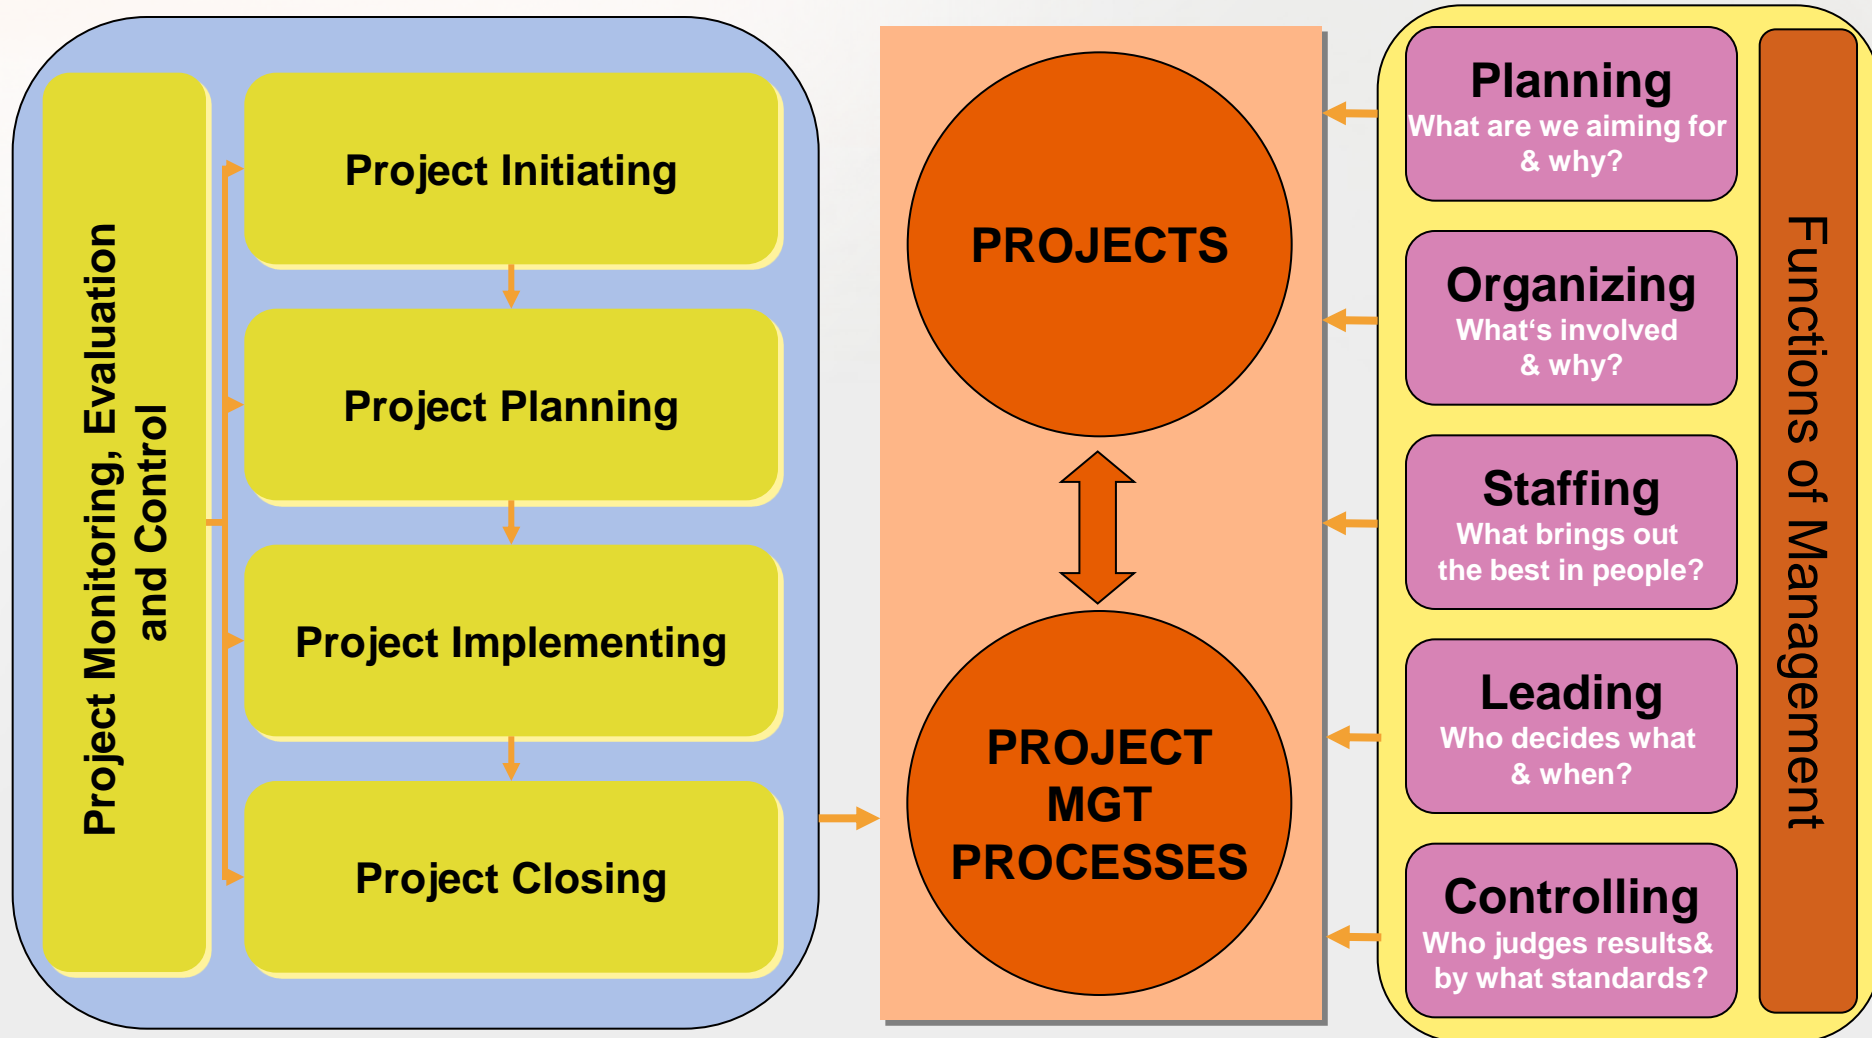 Project Monitoring, Evaluation
and Control
Project Initiating
Project Planning
Project Implementing
Project Closing
PROJECTS
PROJECT
MGT
PROCESSES
Planning
What are we aiming for
& why?
Organizing
What‘s involved
& why?
Staffing
What brings out
the best in people?
Leading
Who decides what
& when?
Controlling
Who judges results&
by what standards?
Functions of Management